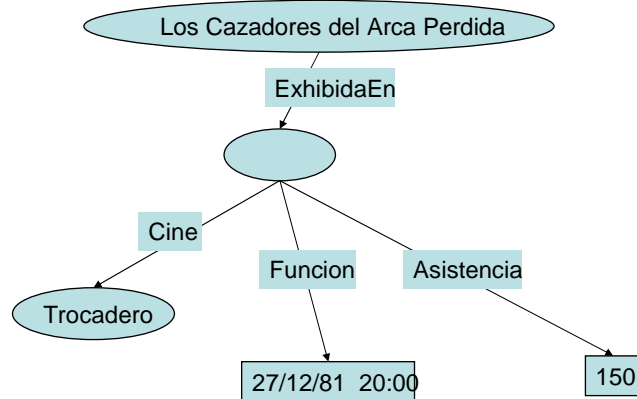 Los Cazadores del Arca Perdida
ExhibidaEn
Cine
Funcion
Asistencia
Trocadero
27/12/81 20:00
150